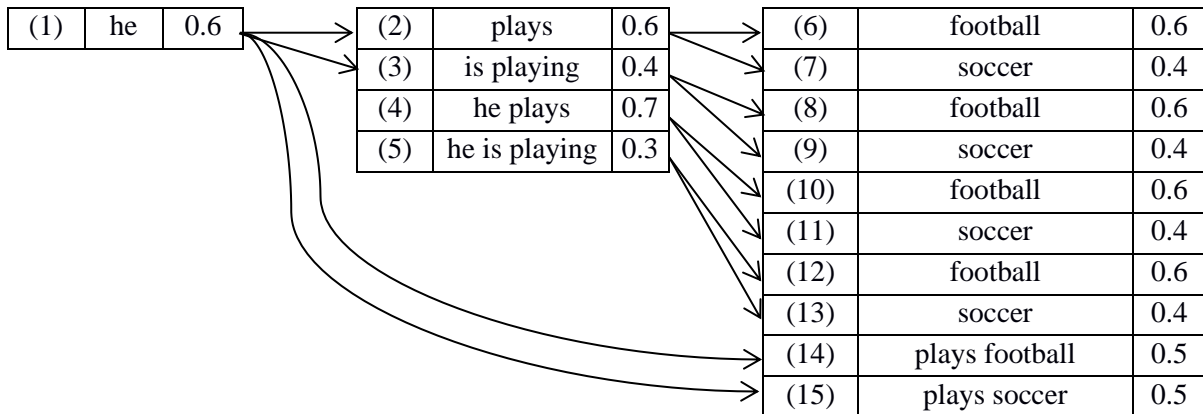 (1) he 0.6 (2) plays 0.6 (6) football 0.6
(3) is playing 0.4 (7) soccer 0.4
(4) he plays 0.7 (8) football 0.6
(5) he is playing 0.3 (9) soccer 0.4
(10) football 0.6
(11) soccer 0.4
(12) football 0.6
(13) soccer 0.4
(14) plays football 0.5
(15) plays soccer 0.5